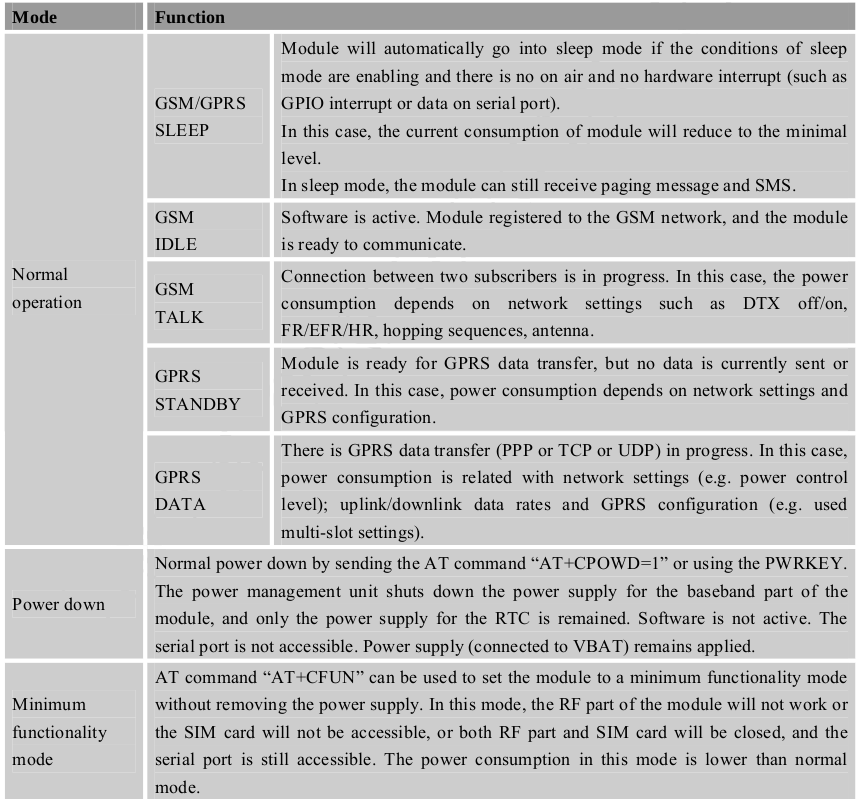 Mode Function
Normal
operation
GSM/GPRS
SLEEP
Module will automatically go into sleep mode if the conditions of sleep
mode are enabling and there is no on air and no hardware interrupt (such as
GPIO interrupt or data on serial port).
In this case, the current consumption of module will reduce to the minimal
level.
In sleep mode, the module can still receive paging message and SMS.
GSM
IDLE
Software is active. Module registered to the GSM network, and the module
is ready to communicate.
GSM
TALK
Connection between two subscribers is in progress. In this case, the power
consumption depends on network settings such as DTX off/on,
FR/EFR/HR, hopping sequences, antenna.
GPRS
STANDBY
Module is ready for GPRS data transfer, but no data is currently sent or
received. In this case, power consumption depends on network settings and
GPRS configuration.
GPRS
DATA
There is GPRS data transfer (PPP or TCP or UDP) in progress. In this case,
power consumption is related with network settings (e.g. power control
level); uplink/downlink data rates and GPRS configuration (e.g. used
multi-slot settings).
Power down
Normal power down by sending the AT command “AT+CPOWD=1” or using the PWRKEY.
The power management unit shuts down the power supply for the baseband part of the
module, and only the power supply for the RTC is remained. Software is not active. The
serial port is not accessible. Power supply (connected to VBAT) remains applied.
Minimum
functionality
mode
AT command “AT+CFUN” can be used to set the module to a minimum functionality mode
without removing the power supply. In this mode, the RF part of the module will not work or
the SIM card will not be accessible, or both RF part and SIM card will be closed, and the
serial port is still accessible. The power consumption in this mode is lower than normal
mode.